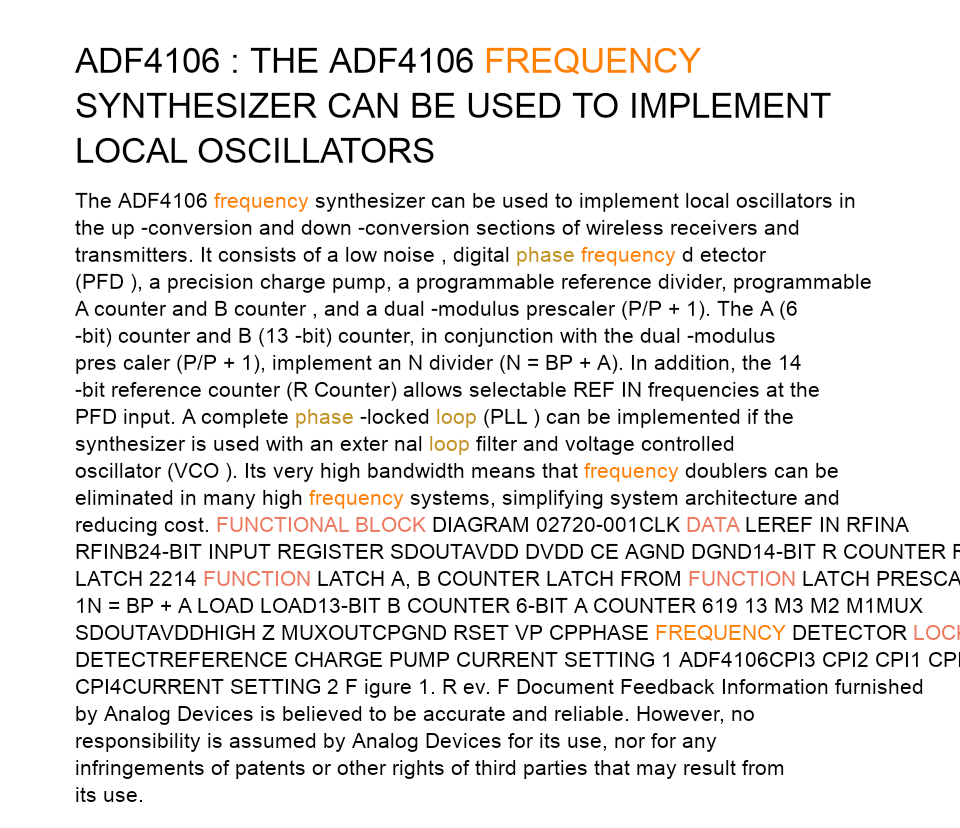 ADF4106 : THE ADF4106 FREQUENCY
SYNTHESIZER CAN BE USED TO IMPLEMENT
LOCAL OSCILLATORS
The ADF4106 frequency synthesizer can be used to implement local oscillators in
the up -conversion and down -conversion sections of wireless receivers and
transmitters. It consists of a low noise , digital phase frequency d etector
(PFD ), a precision charge pump, a programmable reference divider, programmable
A counter and B counter , and a dual -modulus prescaler (P/P + 1). The A (6
-bit) counter and B (13 -bit) counter, in conjunction with the dual -modulus
pres caler (P/P + 1), implement an N divider (N = BP + A). In addition, the 14
-bit reference counter (R Counter) allows selectable REF IN frequencies at the
PFD input. A complete phase -locked loop (PLL ) can be implemented if the
synthesizer is used with an exter nal loop filter and voltage controlled
oscillator (VCO ). Its very high bandwidth means that frequency doublers can be
eliminated in many high frequency systems, simplifying system architecture and
reducing cost. FUNCTIONAL BLOCK DIAGRAM 02720-001CLK DATA LEREF IN RFINA
RFINB24-BIT INPUT REGISTER SDOUTAVDD DVDD CE AGND DGND14-BIT R COUNTER
LATCH 2214 FUNCTION LATCH A, B COUNTER LATCH FROM FUNCTION LATCH PRESCA
1N = BP + A LOAD LOAD13-BIT B COUNTER 6-BIT A COUNTER 619 13 M3 M2 M1MUX
SDOUTAVDDHIGH Z MUXOUTCPGND RSET VP CPPHASE FREQUENCY DETECTOR LOCK
DETECTREFERENCE CHARGE PUMP CURRENT SETTING 1 ADF4106CPI3 CPI2 CPI1 CPI
CPI4CURRENT SETTING 2 F igure 1. R ev. F Document Feedback Information furnished
by Analog Devices is believed to be accurate and reliable. However, no
responsibility is assumed by Analog Devices for its use, nor for any
infringements of patents or other rights of third parties that may result from
its use.